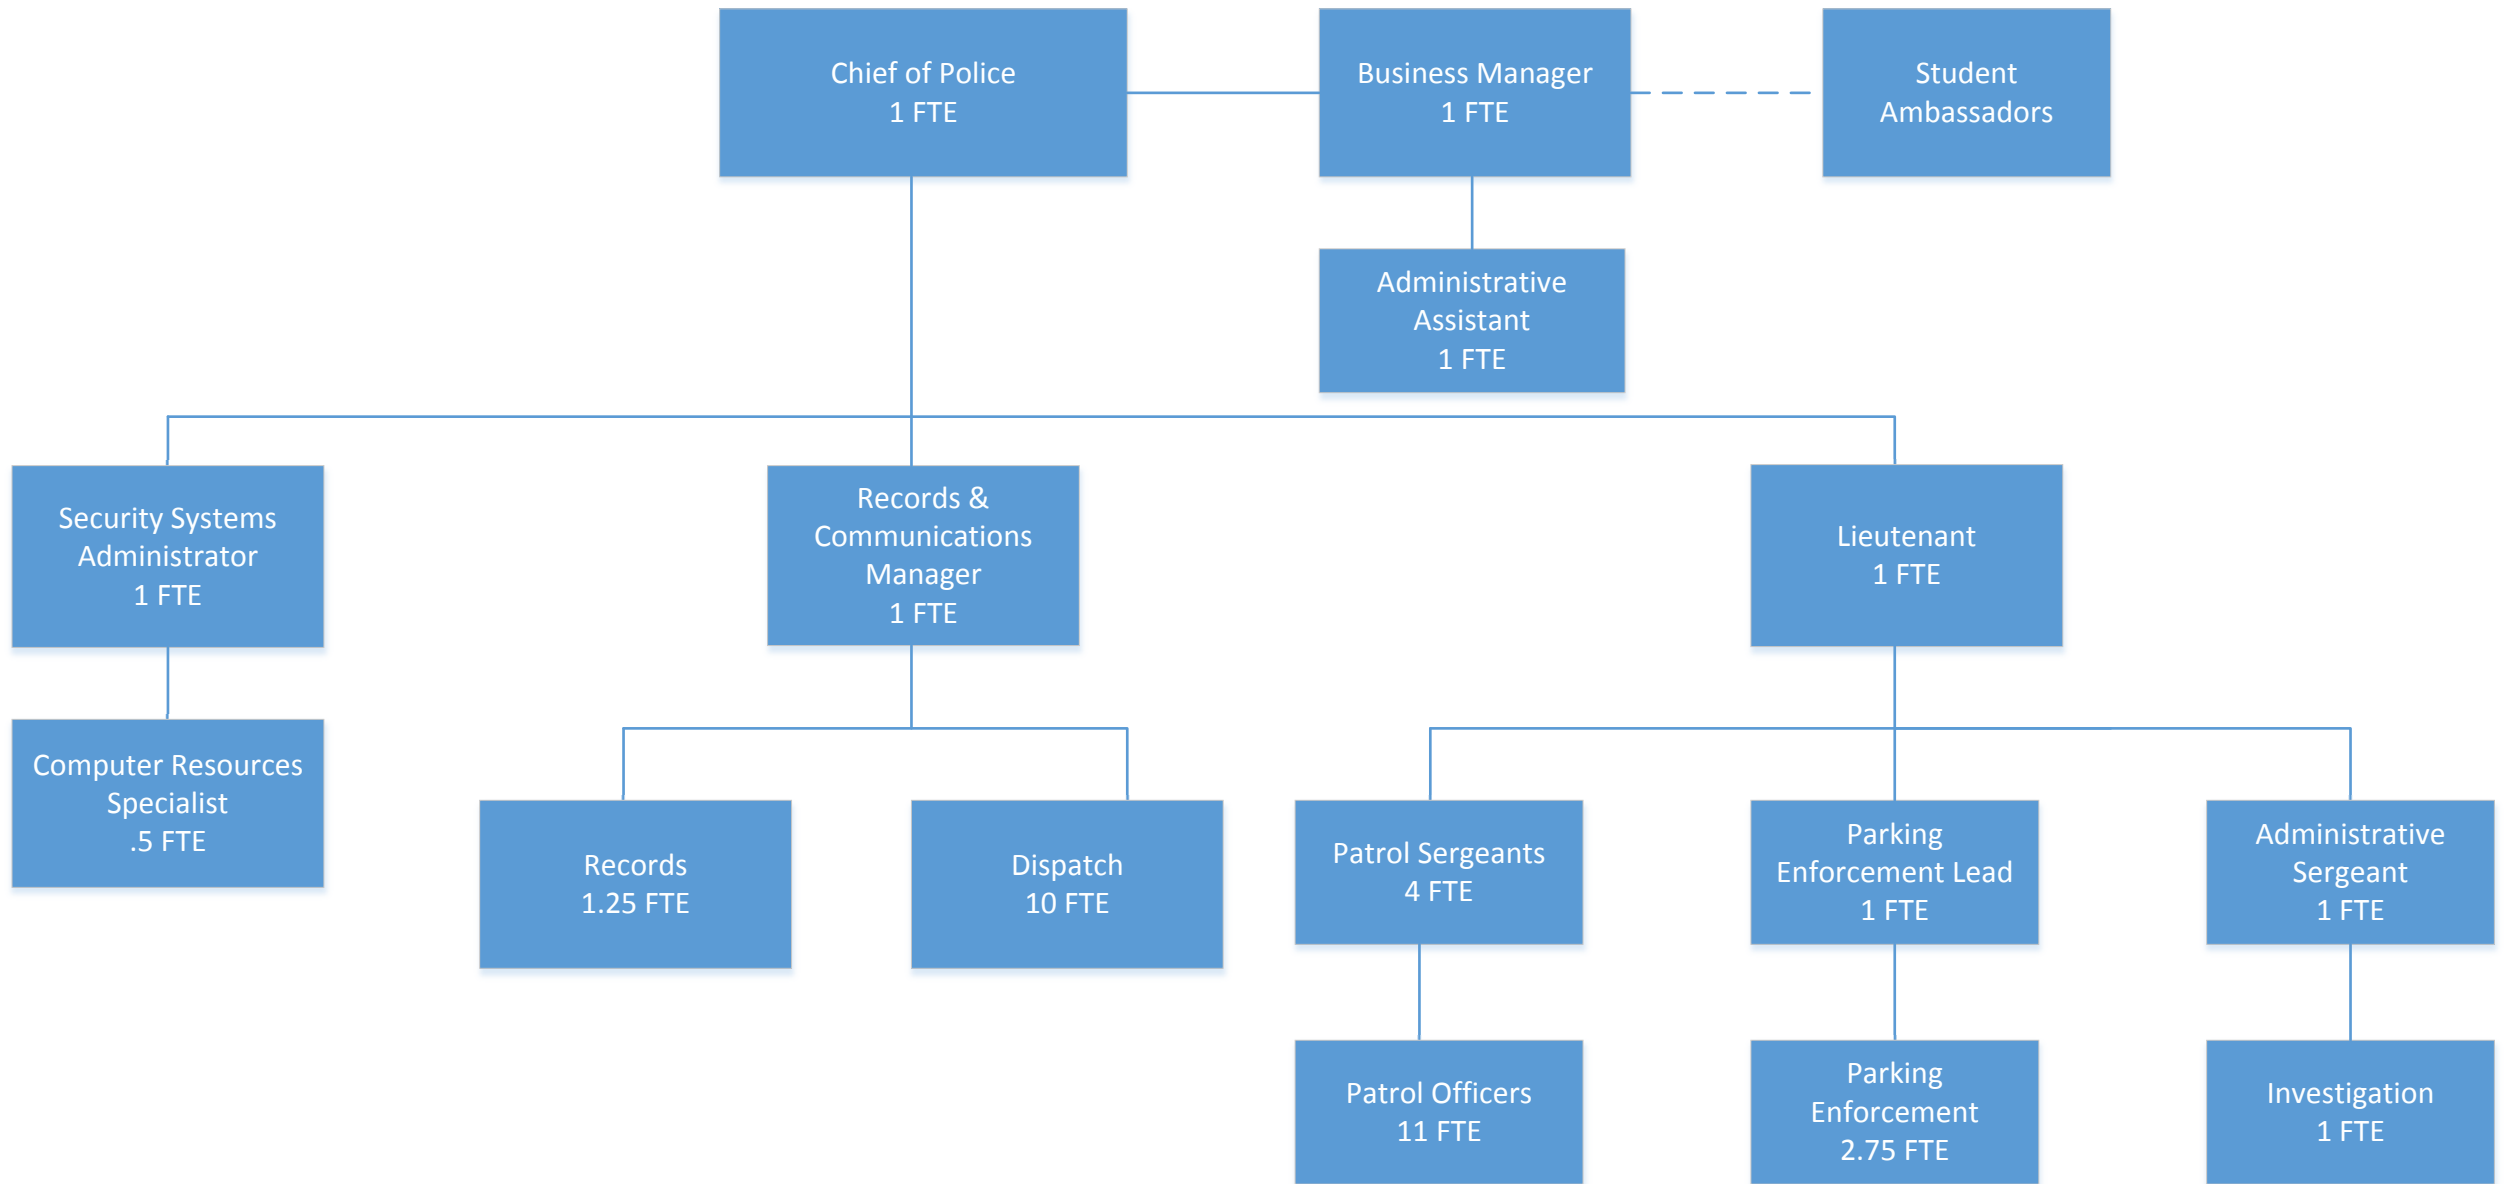 Chief of Police
1 FTE
Business Manager
1 FTE
Student
Ambassadors
Administrative
Assistant
1 FTE
Security Systems
Administrator
1 FTE
Records &
Communications
Manager
1 FTE
Lieutenant
1 FTE
Computer Resources
Specialist
.5 FTE
Records
1.25 FTE
Dispatch
10 FTE
Patrol Sergeants
4 FTE
Parking
Enforcement Lead
1 FTE
Administrative
Sergeant
1 FTE
Patrol Officers
11 FTE
Parking
Enforcement
2.75 FTE
Investigation
1 FTE